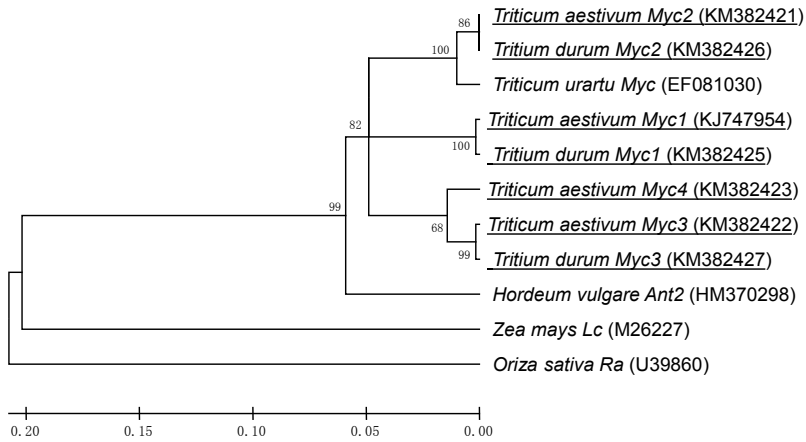 86
Triticum aestivum Myc2 (KM382421)
Tritium durum Myc2 (KM382426)
100
Triticum urartu Myc (EF081030)
82
Triticum aestivum Myc1 (KJ747954)
100
Tritium durum Myc1 (KM382425)
99
Triticum aestivum Myc4 (KM382423)
68
Triticum aestivum Myc3 (KM382422)
99
Tritium durum Myc3 (KM382427)
Hordeum vulgare Ant2 (HM370298)
Zea mays Lc (M26227)
Oriza sativa Ra (U39860)
0.20 0.15 0.10 0.05 0.00